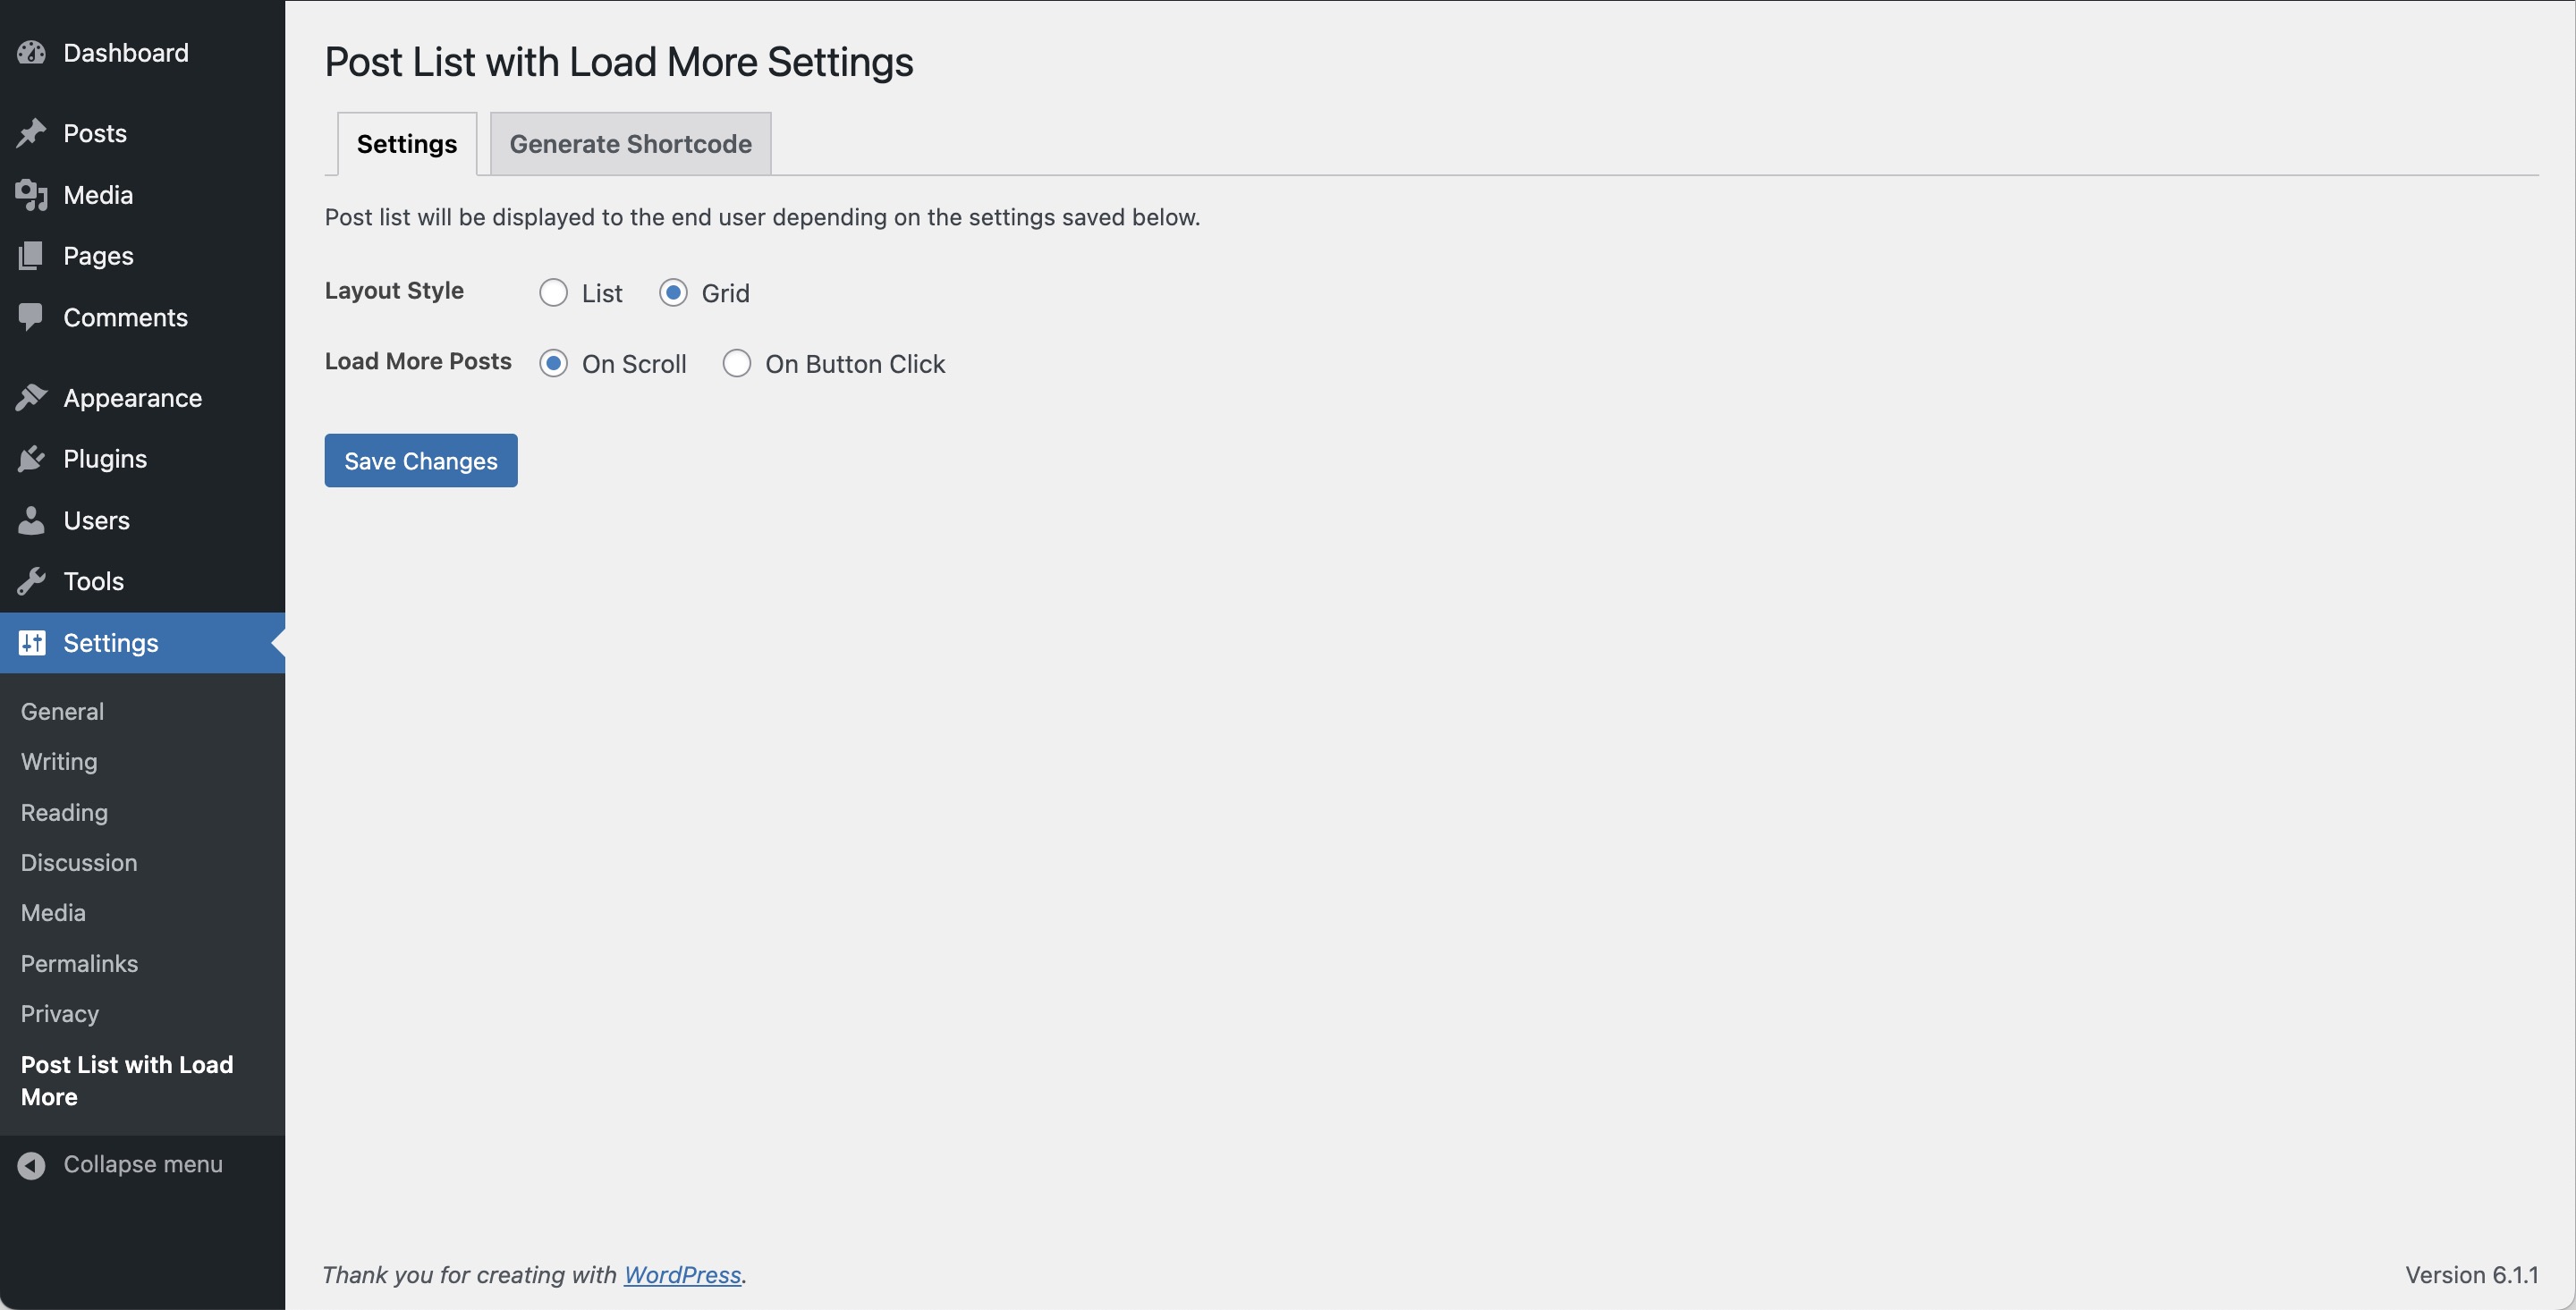 Dashboard
Posts
Media
Pages
Comments
Appearance
Plugins
Users
Tools
Settings
General
Writing
Reading
Discussion
Media
Permalinks
Privacy
Post List with Load
More
Collapse menu
Post List with Load More Settings
Settings Generate Shortcode
Post list will be displayed to the end user depending on the settings saved below.
Layout Style List Grid
Load More Posts On Scroll On Button Click
Save Changes
Thank you for creating with WordPress. Version 6.1.1